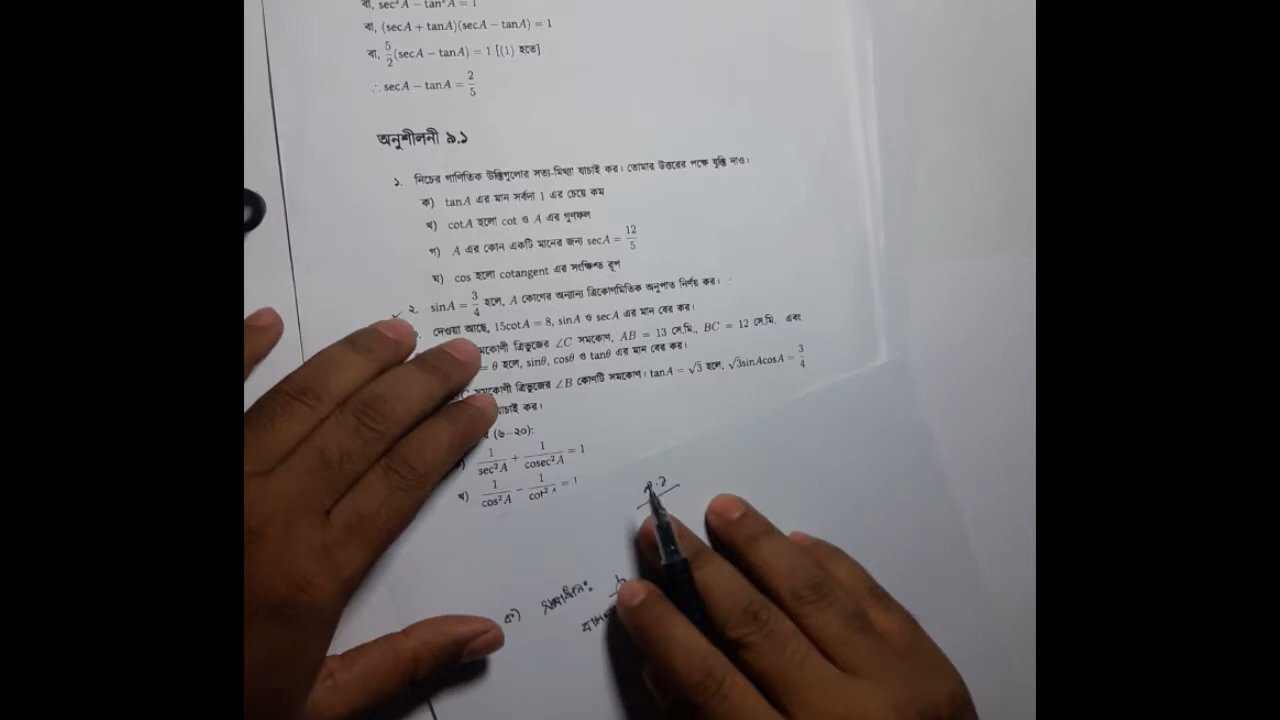 বা, sec²A − tan²A = 1
বা, (secA + tanA)(secA − tanA) = 1
বা, 5/2(secA − tanA) = 1 [(1) হতে]
∴ secA − tanA = 2/5
অনুশীলনী ৯.১
১. নিচের গাণিতিক উক্তিগুলোর সত্য-মিথ্যা যাচাই কর। তোমার উত্তরের পক্ষে যুক্তি দাও।
ক) tanA এর মান সর্বদা 1 এর চেয়ে কম
খ) cotA হলো cot ও A এর গুণফল
গ) A এর কোন একটি মানের জন্য secA = 12/5
ঘ) cos হলো cotangent এর সংক্ষিপ্ত রূপ
২. sinA = 3/4 হলে, A কোণের অন্যান্য ত্রিকোণমিতিক অনুপাত নির্ণয় কর।
দেওয়া আছে, 15cotA = 8, sinA ও secA এর মান বের কর।
ত্রিভুজের ∠C সমকোণ, AB = 13 সে.মি., BC = 12 সে.মি. এবং
= θ হলে, sinθ, cosθ ও tanθ এর মান বের কর।
সমকোণী ত্রিভুজের ∠B কোণটি সমকোণ। tanA = √3 হলে, √3sinAcosA = 3/4
যাচাই কর।
(৬-২০):
1/sec²A + 1/cosec²A = 1
খ) 1/cos²A − 1/cot²A = 1
৯.১
ক) সমাধান: